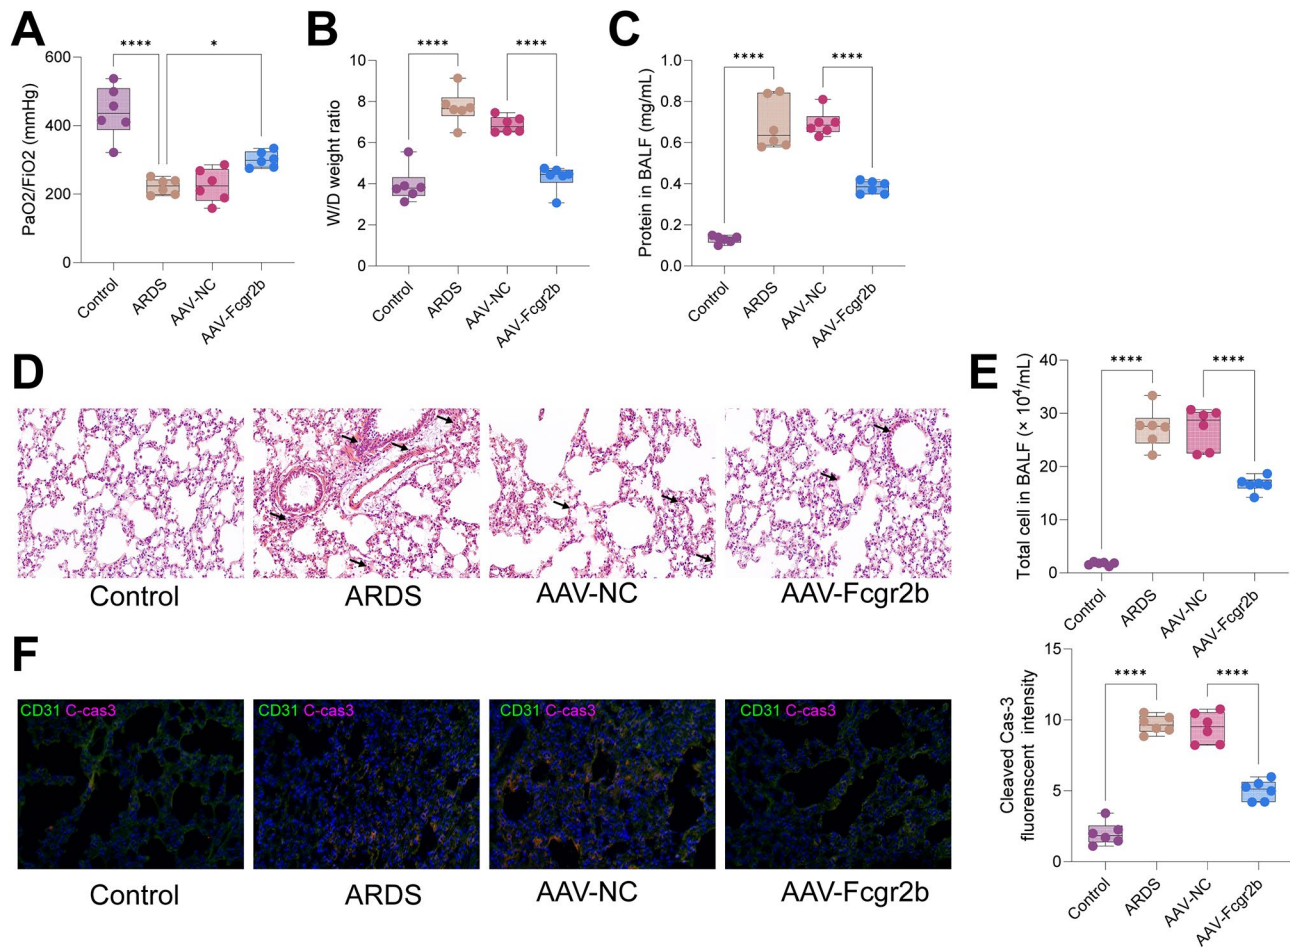 A
PaO2/FiO2 (mmHg)
600
400
200
0
****
*
Control
ARDS
AAV-NC
AAV-Fcgr2b
B
W/D weight ratio
10
8
6
4
2
0
****
****
Control
ARDS
AAV-NC
AAV-Fcgr2b
C
Protein in BALF (mg/mL)
1.0
0.8
0.6
0.4
0.2
0.0
****
****
Control
ARDS
AAV-NC
AAV-Fcgr2b
D
Control
ARDS
AAV-NC
AAV-Fcgr2b
E
Total cell in BALF (× 10⁴/mL)
40
30
20
10
0
****
****
Control
ARDS
AAV-NC
AAV-Fcgr2b
F
CD31 C-cas3
CD31 C-cas3
CD31 C-cas3
CD31 C-cas3
Control
ARDS
AAV-NC
AAV-Fcgr2b
Cleaved Cas-3
fluorenscent intensity
15
10
5
0
****
****
Control
ARDS
AAV-NC
AAV-Fcgr2b